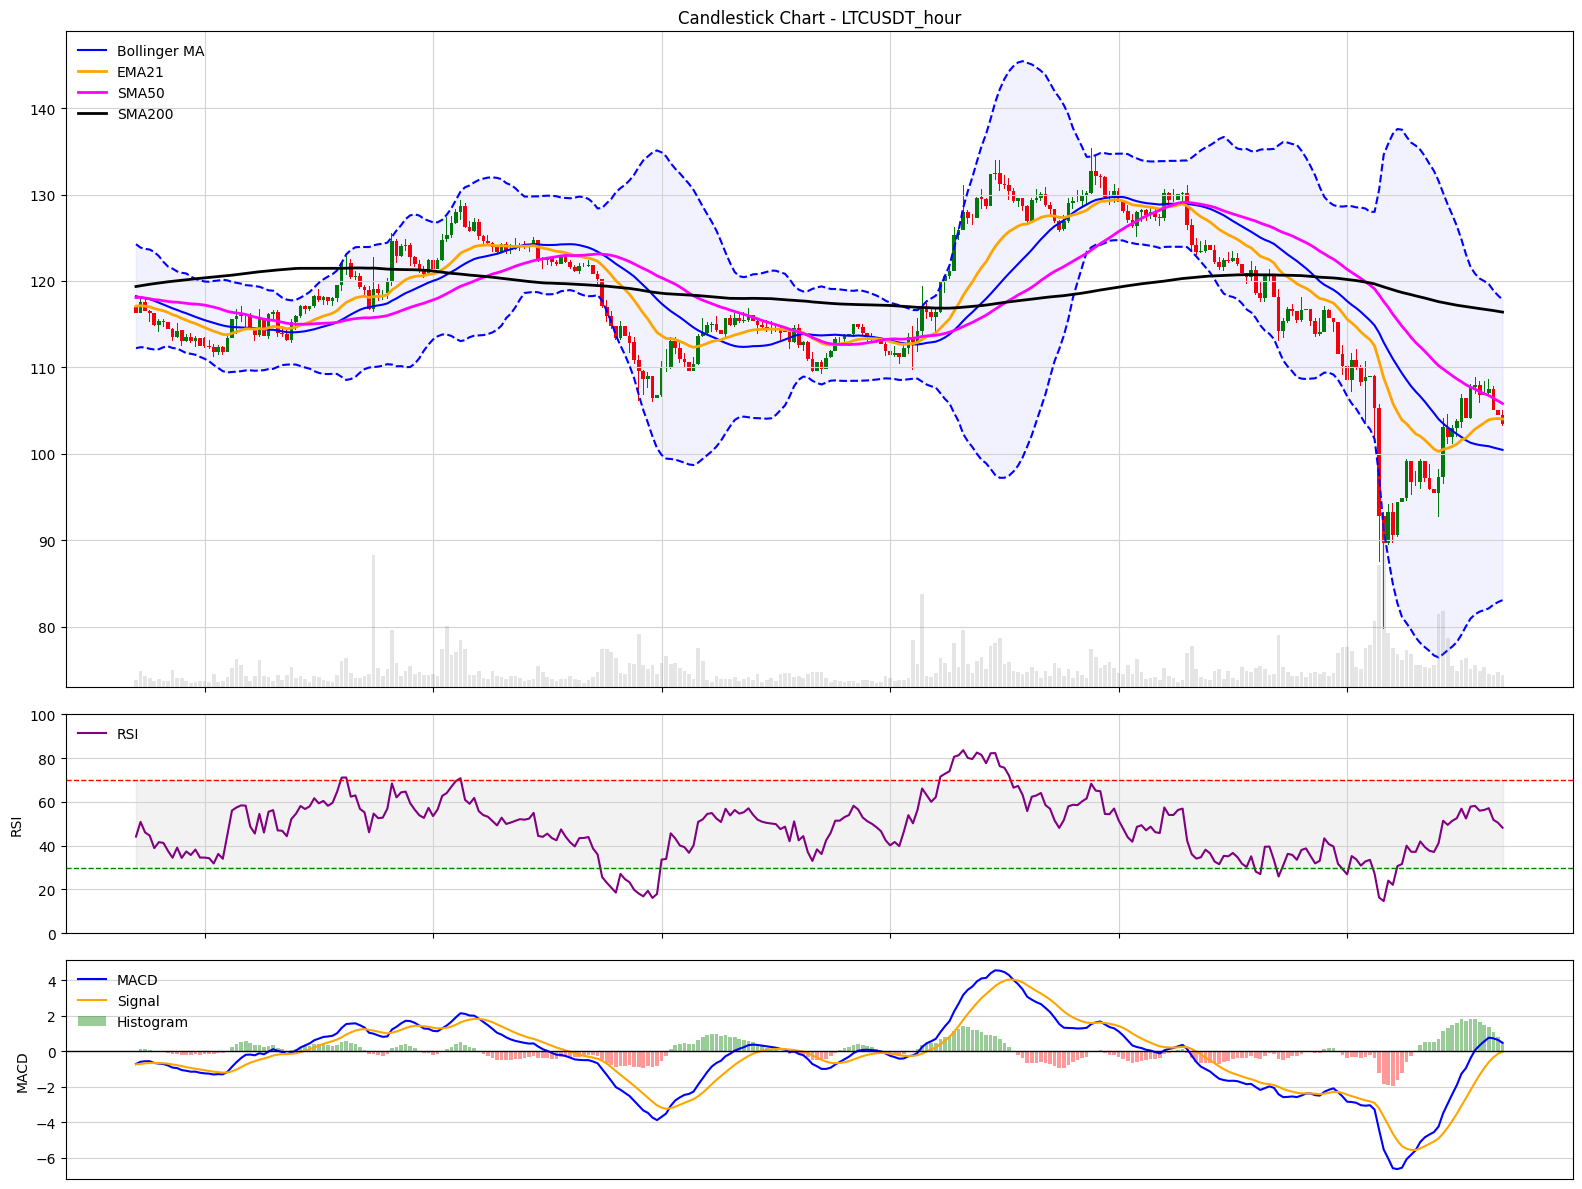 Candlestick Chart - LTCUSDT_hour
Bollinger MA
EMA21
SMA50
SMA200
140
130
120
110
100
90
80
RSI
100
80
60
40
20
0
RSI
MACD
Signal
Histogram
4
2
0
−2
−4
−6
MACD